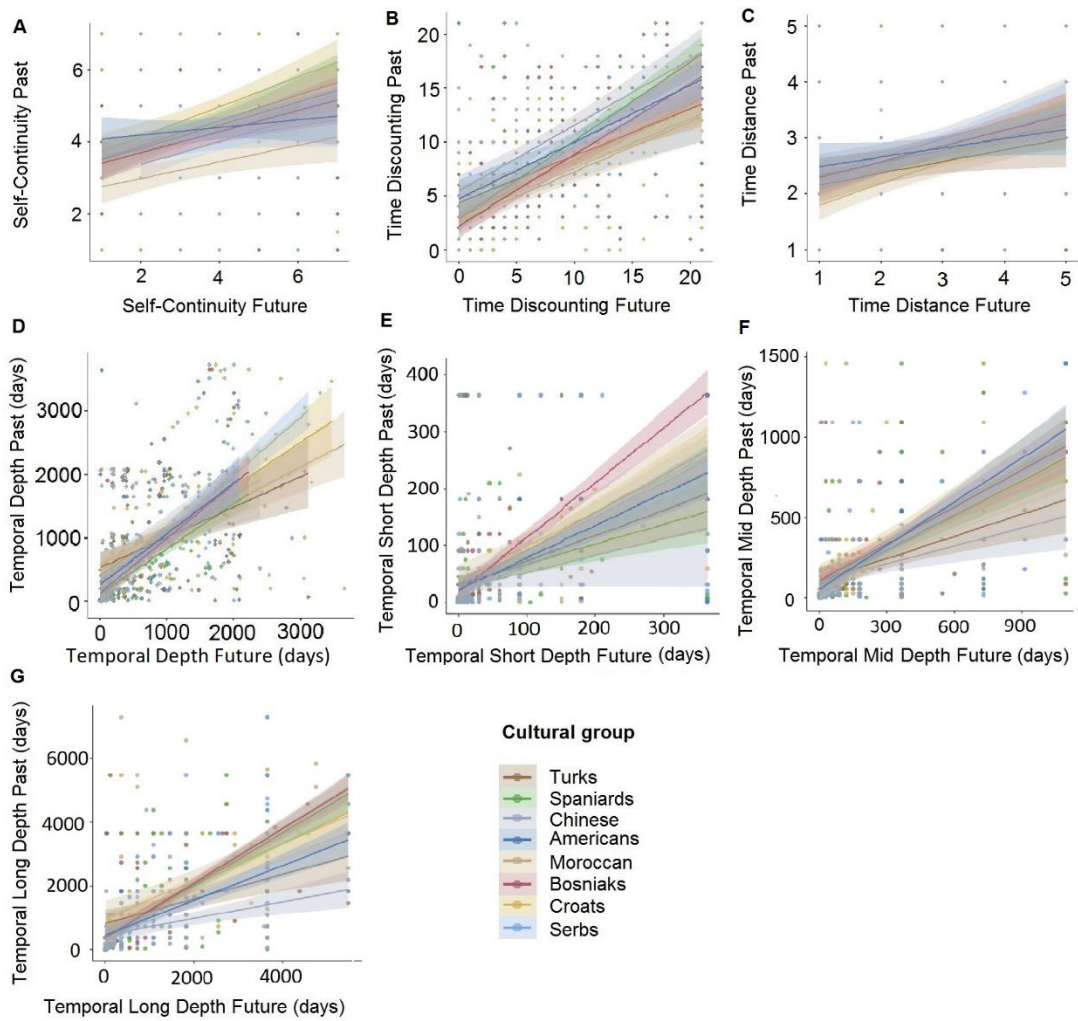 A
B
C
Self-Continuity Past
6
4
2
2 4 6
Self-Continuity Future
Time Discounting Past
20
15
10
5
0
0 5 10 15 20
Time Discounting Future
Time Distance Past
5
4
3
2
1
1 2 3 4 5
Time Distance Future
D
E
F
Temporal Depth Past (days)
3000
2000
1000
0
0 1000 2000 3000
Temporal Depth Future (days)
Temporal Short Depth Past (days)
400
300
200
100
0
0 100 200 300
Temporal Short Depth Future (days)
Temporal Mid Depth Past (days)
1500
1000
500
0
0 300 600 900
Temporal Mid Depth Future (days)
G
Temporal Long Depth Past (days)
6000
4000
2000
0
0 2000 4000
Temporal Long Depth Future (days)
Cultural group
Turks
Spaniards
Chinese
Americans
Moroccan
Bosniaks
Croats
Serbs